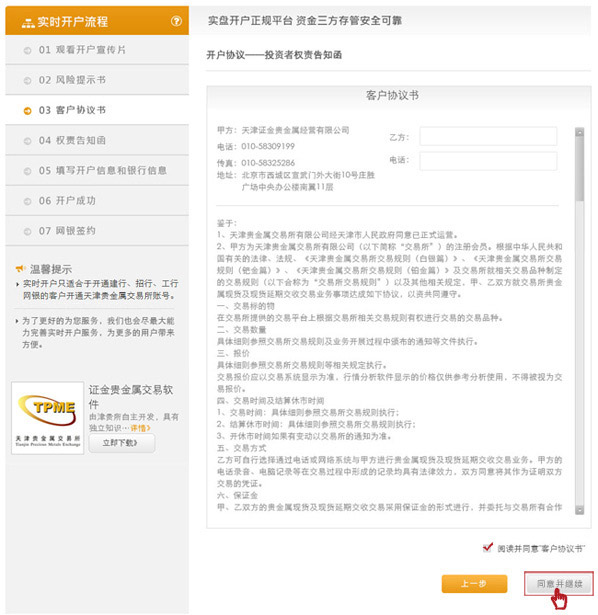 实时开户流程
?
01 观看开户宣传片
02 风险提示书
03 客户协议书
04 权责告知函
05 填写开户信息和银行信息
06 开户成功
07 网银签约
温馨提示
实时开户只适合于开通建行、招行、工行
网银的客户开通天津贵金属交易所账号。
为了更好的为您服务，我们也会尽最大能
力完善实时开户服务，为更多的用户带来
方便。
TPME
天津贵金属交易所
Tianjin Precious Metals Exchange
证金贵金属交易软
件
由津贵所自主开发，具有
独立知识…详情》
立即下载》
实盘开户正规平台 资金三方存管安全可靠
开户协议——投资者权责告知函
客户协议书
甲方：天津证金贵金属经营有限公司
电话：010-58309199
传真：010-58325286
地址：北京市西城区宣武门外大街10号庄胜
广场中央办公楼南翼11层
乙方：
电话：
鉴于：
1、天津贵金属交易所有限公司经天津市人民政府同意已正式运营。
2、甲方为天津贵金属交易所有限公司（以下简称“交易所”）的注册会员。根据中华人民共和
国有关的法律、法规、《天津贵金属交易所交易规则（白银篇）》、《天津贵金属交易所交易
规则（钯金篇）》、《天津贵金属交易所交易规则（铂金篇）》及交易所就相关交易品种制定
的交易规则（以下合称为“交易所交易规则”）以及其他相关规定，甲、乙双方就交易所贵金
属现货及现货延期交收交易业务事项达成如下协议，以资共同遵守。
一、交易标的物
在交易所提供的交易平台上根据交易所相关交易规则有权进行交易的交易品种。
二、交易数量
具体细则参照交易所交易规则及业务开展过程中颁布的通知等文件执行。
三、报价
具体细则参照交易所交易规则等相关规定执行。
交易报价应以交易系统显示为准，行情分析软件显示的价格仅供参考分析使用，不得被视为交
易报价。
四、交易时间及结算休市时间
1、交易时间：具体细则参照交易所交易规则执行；
2、结算休市时间：具体细则参照交易所交易规则执行；
3、开休市时间如果有变动以交易所的通知为准。
五、交易方式
乙方可自行选择通过电话或网络系统与甲方进行贵金属现货及现货延期交收交易业务。甲方的
电话录音、电脑记录等在交易过程中形成的记录均具有法律效力，双方同意将其作为证明双方
交易的凭证。
六、保证金
甲、乙双方的贵金属现货及现货延期交收交易采用保证金的形式进行，并委托与交易所有合作
阅读并同意“客户协议书”
上一步
同意并继续